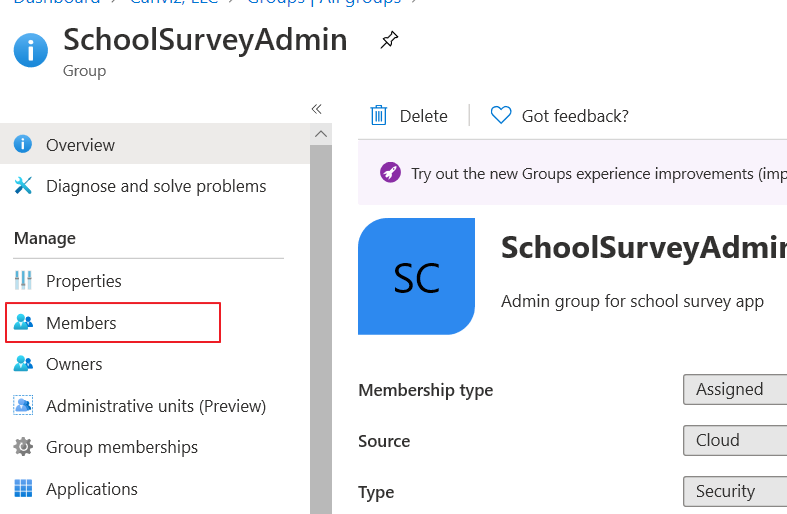 Dashboard > Canviz, LLC > Groups | All groups >
SchoolSurveyAdmin
Group
Overview
Diagnose and solve problems
Manage
Properties
Members
Owners
Administrative units (Preview)
Group memberships
Applications
Delete
Got feedback?
Try out the new Groups experience improvements (imp
SC
SchoolSurveyAdmin
Admin group for school survey app
Membership type
Assigned
Source
Cloud
Type
Security